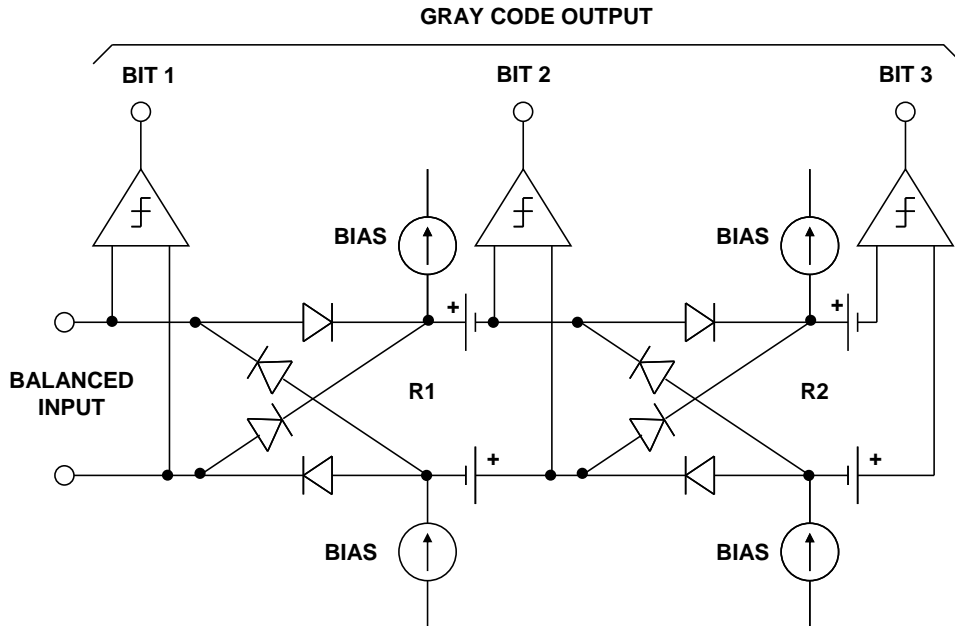 GRAY CODE OUTPUT
BIT 1
BIT 2
BIT 3
BIAS
BIAS
+
+
BALANCED
INPUT
R1
R2
+
+
BIAS
BIAS